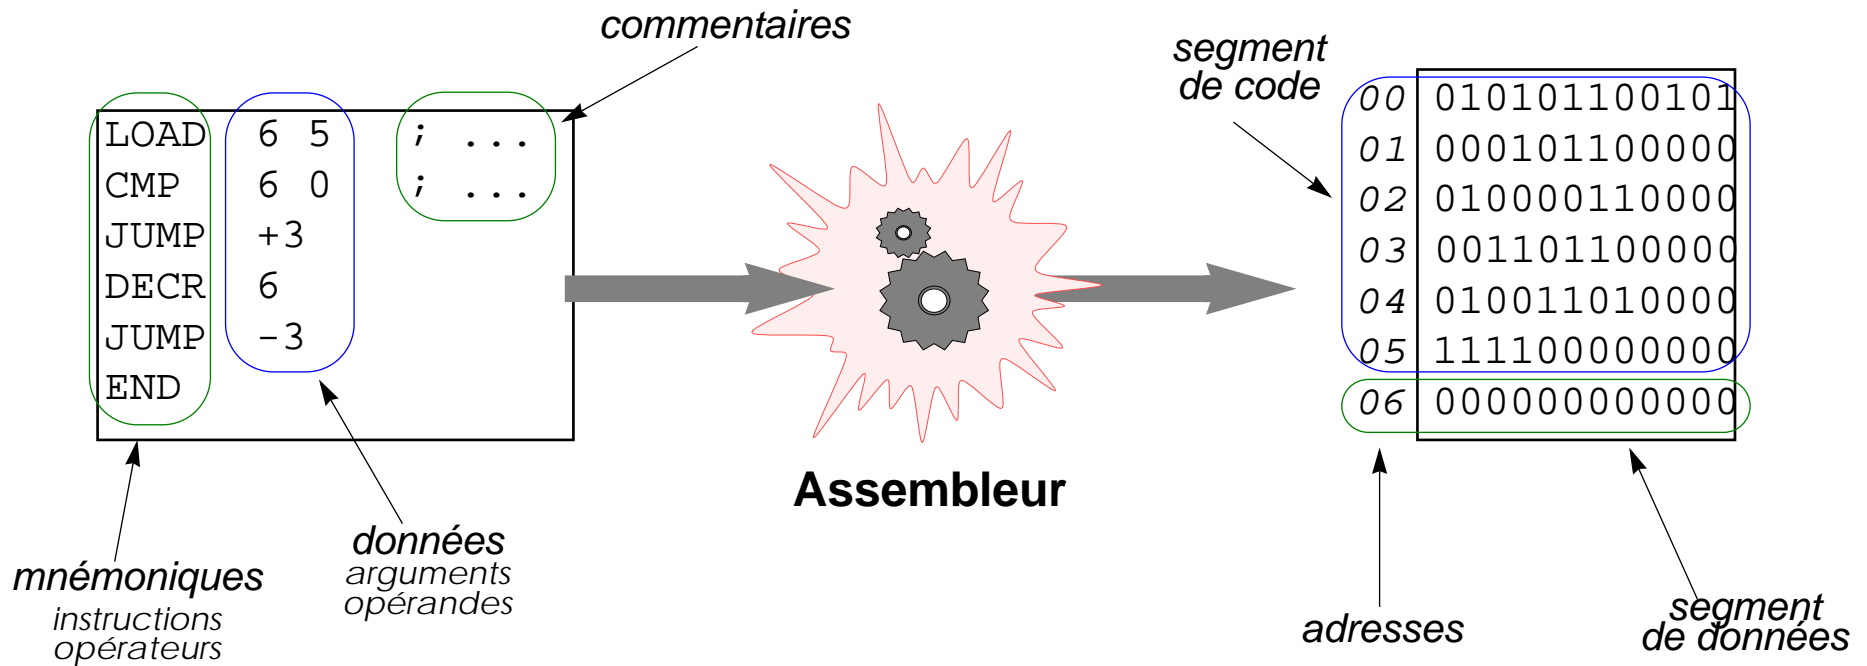 commentaires
LOAD 6 5 ; ...
CMP 6 0 ; ...
JUMP +3
DECR 6
JUMP -3
END
mnémoniques
instructions
opérateurs
données
arguments
opérandes
Assembleur
segment
de code
00 010101100101
01 000101100000
02 010000110000
03 001101100000
04 010011010000
05 111100000000
06 000000000000
adresses
segment
de données